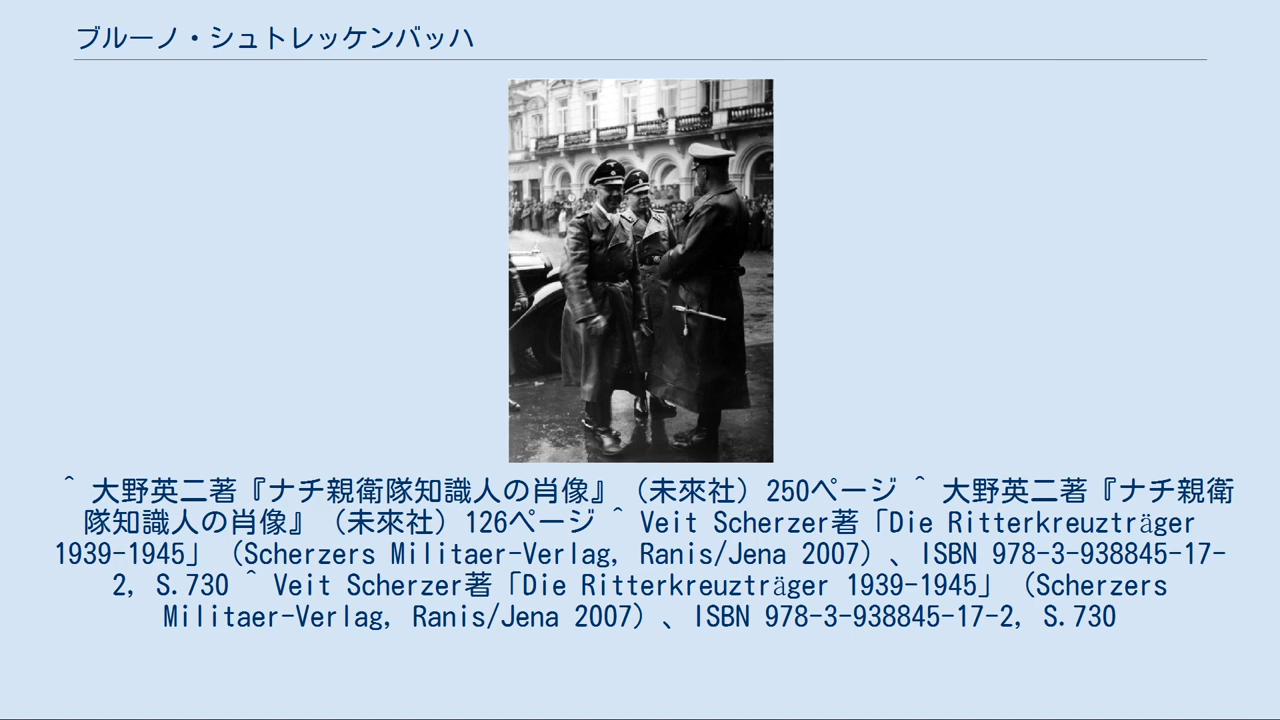 ブルーノ・シュトレッケンバッハ
^ 大野英二著『ナチ親衛隊知識人の肖像』（未來社）250ページ ^ 大野英二著『ナチ親衛
隊知識人の肖像』（未來社）126ページ ^ Veit Scherzer著「Die Ritterkreuzträger
1939-1945」（Scherzers Militaer-Verlag, Ranis/Jena 2007）、ISBN 978-3-938845-17-
2, S.730 ^ Veit Scherzer著「Die Ritterkreuzträger 1939-1945」（Scherzers
Militaer-Verlag, Ranis/Jena 2007）、ISBN 978-3-938845-17-2, S.730